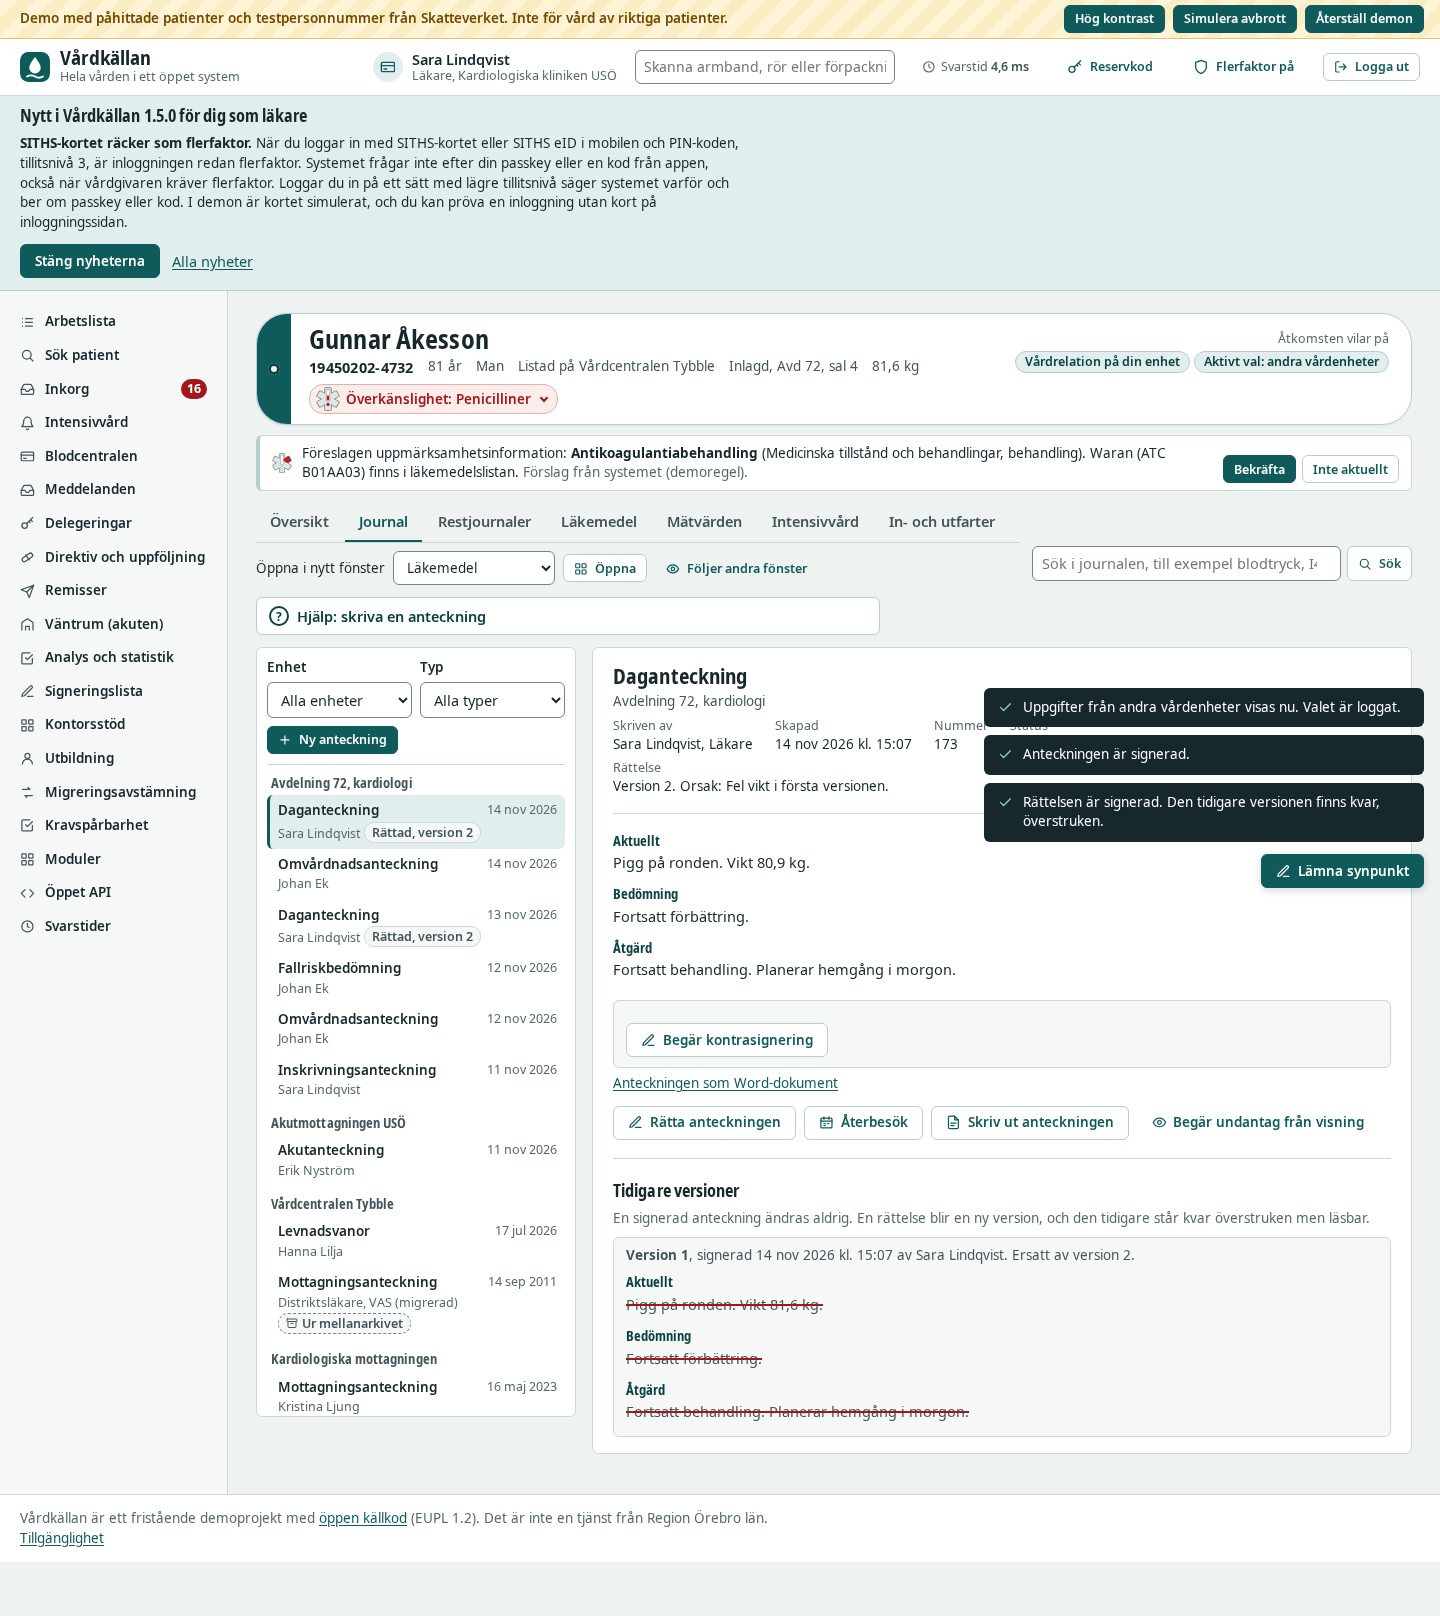 Demo med påhittade patienter och testpersonnummer från Skatteverket. Inte för vård av riktiga patienter.
Hög kontrast
Simulera avbrott
Återställ demon
Vårdkällan
Hela vården i ett öppet system
Sara Lindqvist
Läkare, Kardiologiska kliniken USÖ
Skanna armband, rör eller förpackni
Svarstid 4,6 ms
Reservkod
Flerfaktor på
Logga ut
Nytt i Vårdkällan 1.5.0 för dig som läkare
SITHS-kortet räcker som flerfaktor. När du loggar in med SITHS-kortet eller SITHS eID i mobilen och PIN-koden,
tillitsnivå 3, är inloggningen redan flerfaktor. Systemet frågar inte efter din passkey eller en kod från appen,
också när vårdgivaren kräver flerfaktor. Loggar du in på ett sätt med lägre tillitsnivå säger systemet varför och
ber om passkey eller kod. I demon är kortet simulerat, och du kan pröva en inloggning utan kort på
inloggningssidan.
Stäng nyheterna
Alla nyheter
Arbetslista
Sök patient
Inkorg
16
Intensivvård
Blodcentralen
Meddelanden
Delegeringar
Direktiv och uppföljning
Remisser
Väntrum (akuten)
Analys och statistik
Signeringslista
Kontorsstöd
Utbildning
Migreringsavstämning
Kravspårbarhet
Moduler
Öppet API
Svarstider
Gunnar Åkesson
19450202-4732 81 år Man Listad på Vårdcentralen Tybble Inlagd, Avd 72, sal 4 81,6 kg
Överkänslighet: Penicilliner
Åtkomsten vilar på
Vårdrelation på din enhet
Aktivt val: andra vårdenheter
Föreslagen uppmärksamhetsinformation: Antikoagulantiabehandling (Medicinska tillstånd och behandlingar, behandling). Waran (ATC
B01AA03) finns i läkemedelslistan. Förslag från systemet (demoregel).
Bekräfta
Inte aktuellt
Översikt
Journal
Restjournaler
Läkemedel
Mätvärden
Intensivvård
In- och utfarter
Öppna i nytt fönster
Läkemedel
Öppna
Följer andra fönster
Sök i journalen, till exempel blodtryck, I4
Sök
Hjälp: skriva en anteckning
Enhet
Typ
Alla enheter
Alla typer
Ny anteckning
Avdelning 72, kardiologi
Daganteckning 14 nov 2026
Sara Lindqvist Rättad, version 2
Omvårdnadsanteckning 14 nov 2026
Johan Ek
Daganteckning 13 nov 2026
Sara Lindqvist Rättad, version 2
Fallriskbedömning 12 nov 2026
Johan Ek
Omvårdnadsanteckning 12 nov 2026
Johan Ek
Inskrivningsanteckning 11 nov 2026
Sara Lindqvist
Akutmottagningen USÖ
Akutanteckning 11 nov 2026
Erik Nyström
Vårdcentralen Tybble
Levnadsvanor 17 jul 2026
Hanna Lilja
Mottagningsanteckning 14 sep 2011
Distriktsläkare, VAS (migrerad)
Ur mellanarkivet
Kardiologiska mottagningen
Mottagningsanteckning 16 maj 2023
Kristina Ljung
Daganteckning
Avdelning 72, kardiologi
Skriven av
Sara Lindqvist, Läkare
Skapad
14 nov 2026 kl. 15:07
Nummer
173
Rättelse
Version 2. Orsak: Fel vikt i första versionen.
Uppgifter från andra vårdenheter visas nu. Valet är loggat.
Anteckningen är signerad.
Rättelsen är signerad. Den tidigare versionen finns kvar,
överstruken.
Lämna synpunkt
Aktuellt
Pigg på ronden. Vikt 80,9 kg.
Bedömning
Fortsatt förbättring.
Åtgärd
Fortsatt behandling. Planerar hemgång i morgon.
Begär kontrasignering
Anteckningen som Word-dokument
Rätta anteckningen
Återbesök
Skriv ut anteckningen
Begär undantag från visning
Tidigare versioner
En signerad anteckning ändras aldrig. En rättelse blir en ny version, och den tidigare står kvar överstruken men läsbar.
Version 1, signerad 14 nov 2026 kl. 15:07 av Sara Lindqvist. Ersatt av version 2.
Aktuellt
Pigg på ronden. Vikt 81,6 kg.
Bedömning
Fortsatt förbättring.
Åtgärd
Fortsatt behandling. Planerar hemgång i morgon.
Vårdkällan är ett fristående demoprojekt med öppen källkod (EUPL 1.2). Det är inte en tjänst från Region Örebro län.
Tillgänglighet